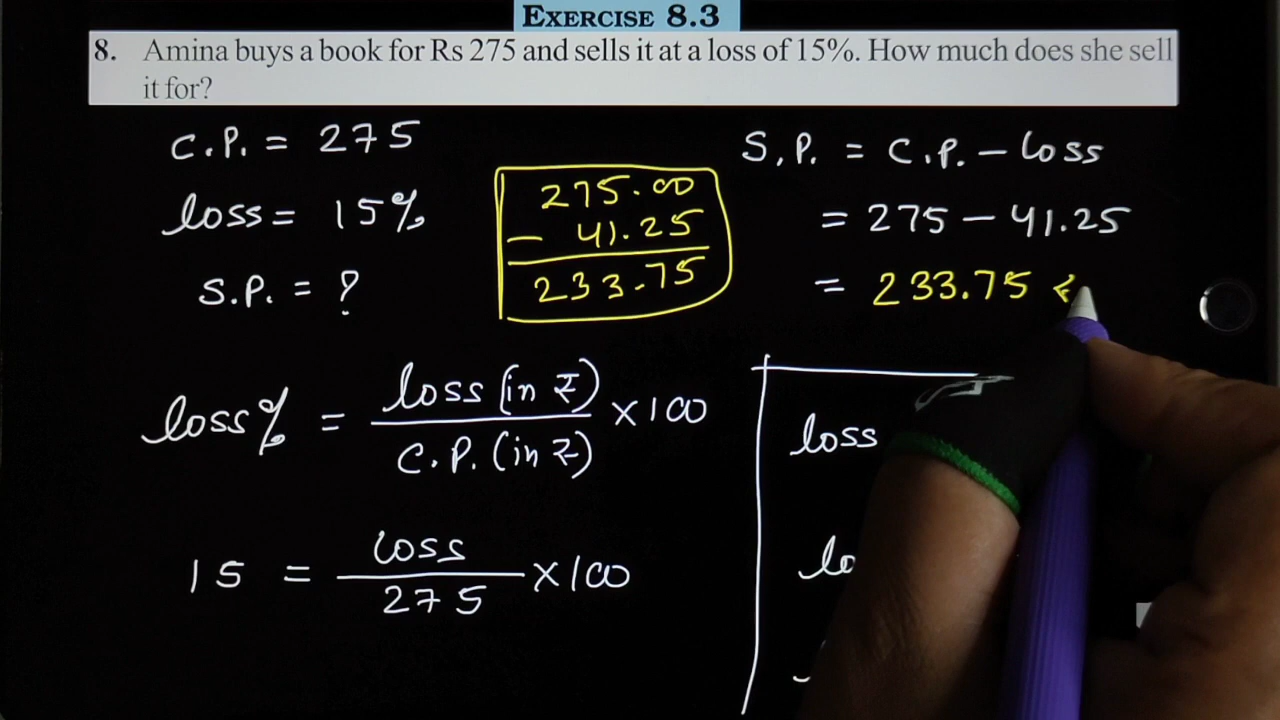 EXERCISE 8.3
8. Amina buys a book for Rs 275 and sells it at a loss of 15%. How much does she sell
it for?
C.P. = 275
loss = 15%
S.P. = ?
275.00
- 41.25
233.75
S.P. = C.P. - loss
= 275 - 41.25
= 233.75
loss% = loss (in ₹) / C.P. (in ₹) × 100
15 = loss / 275 × 100
loss